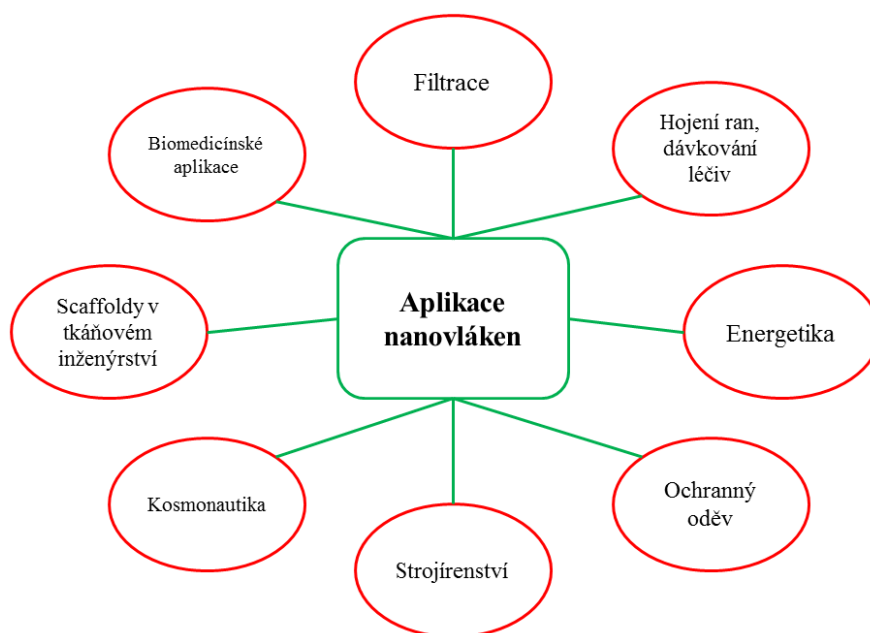 Filtrace
Hojení ran,
dávkování
léčiv
Biomedicínské
aplikace
Aplikace
nanovláken
Scaffoldy v
tkáňovém
inženýrství
Energetika
Kosmonautika
Ochranný
oděv
Strojírenství